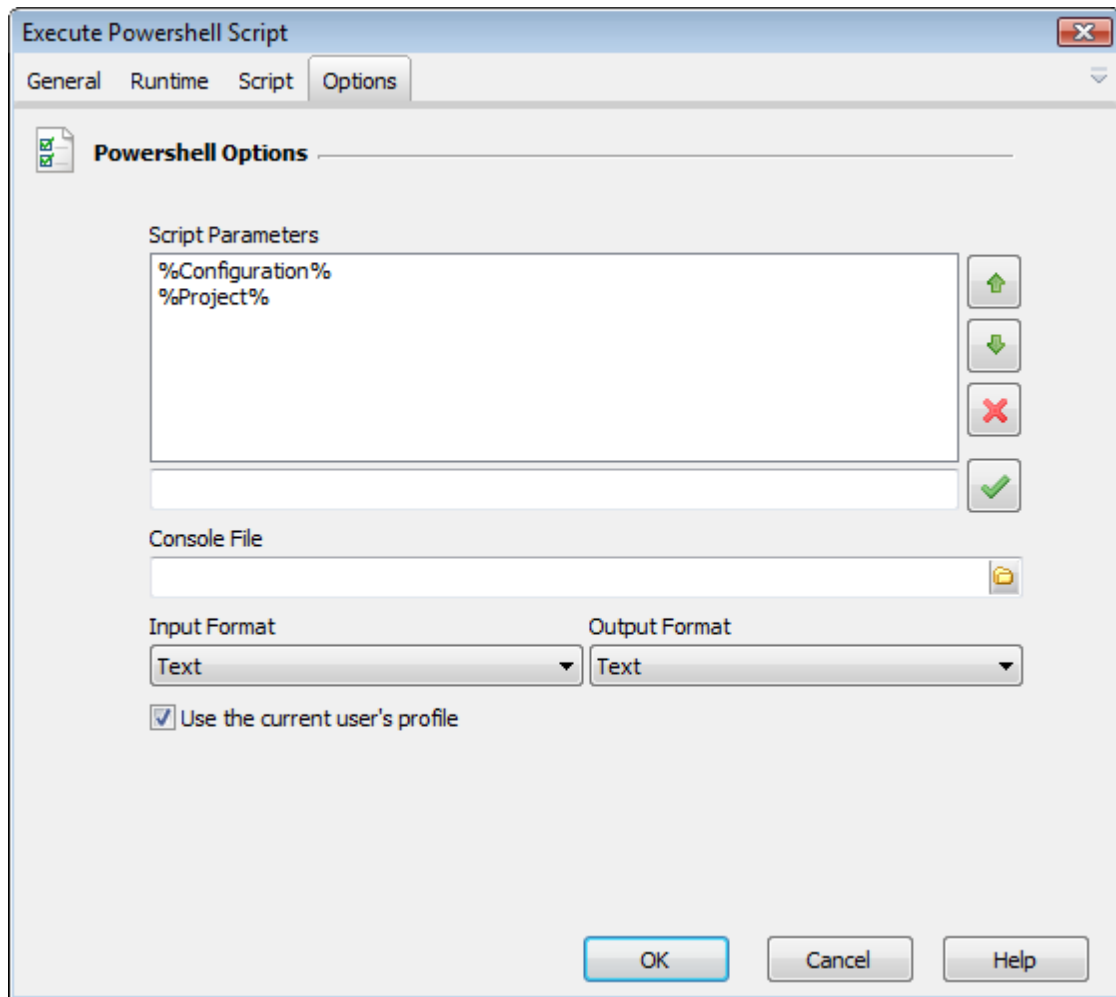 Execute Powershell Script
General Runtime Script Options
Powershell Options
Script Parameters
%Configuration%
%Project%
Console File
Input Format Output Format
Text Text
Use the current user's profile
OK Cancel Help